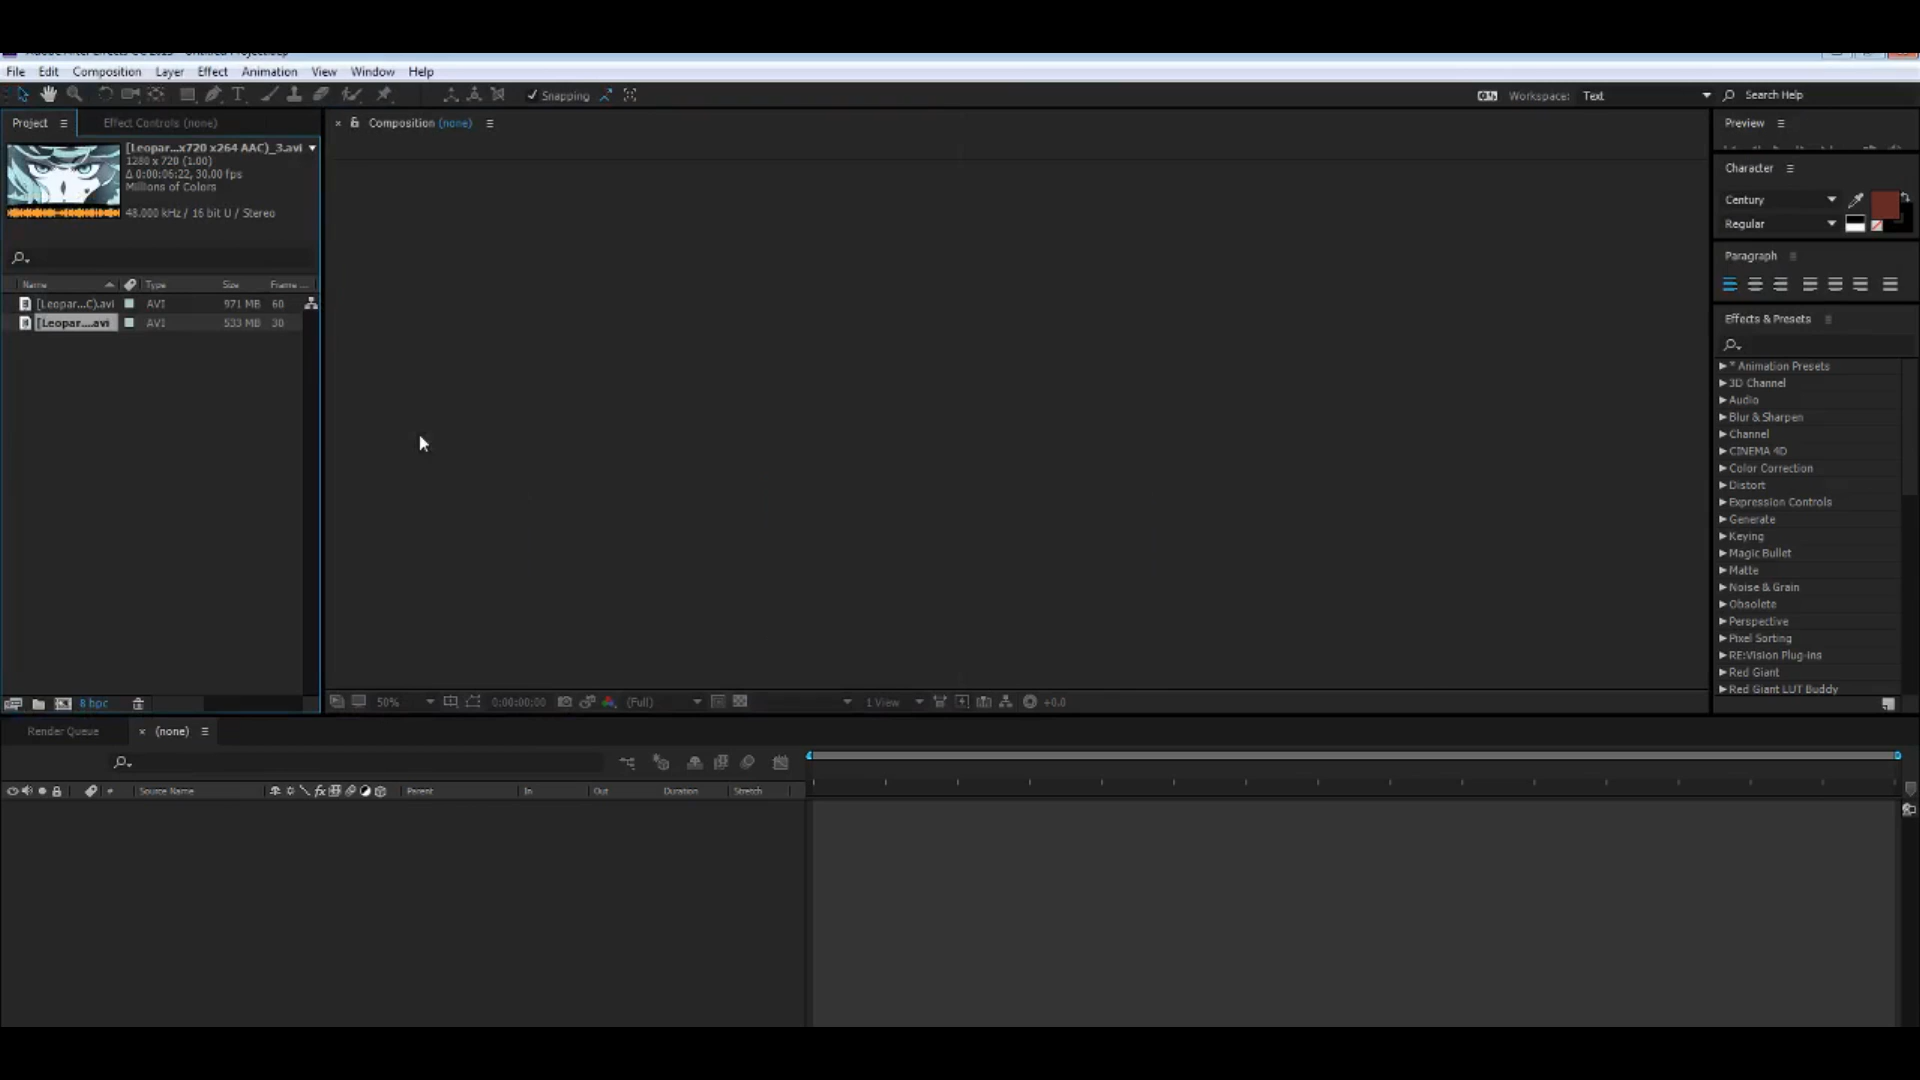 File Edit Composition Layer Effect Animation View Window Help
Snapping
Workspace: Text
Search Help
Project
Effect Controls (none)
[Leopar...x720 x264 AAC)_3.avi
1280 x 720 (1.00)
Δ 0:00:06:22, 30.00 fps
Millions of Colors
48.000 kHz / 16 bit U / Stereo
Name Type Size Frame ...
[Leopar...C).avi AVI 971 MB 60
[Leopar....avi AVI 533 MB 30
8 bpc
Composition (none)
50%
0:00:00:00
(Full)
1 View
+0.0
Preview
Character
Century
Regular
Paragraph
Effects & Presets
* Animation Presets
3D Channel
Audio
Blur & Sharpen
Channel
CINEMA 4D
Color Correction
Distort
Expression Controls
Generate
Keying
Magic Bullet
Matte
Noise & Grain
Obsolete
Perspective
Pixel Sorting
RE:Vision Plug-ins
Red Giant
Red Giant LUT Buddy
Render Queue
(none)
# Source Name Parent In Out Duration Stretch